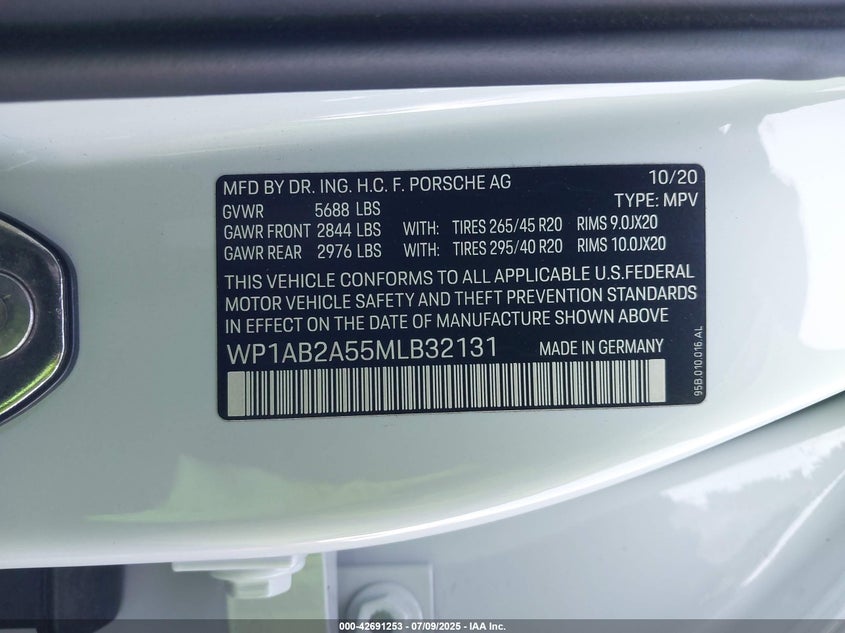 MFD BY DR. ING. H.C. F. PORSCHE AG 10/20
GVWR 5688 LBS TYPE: MPV
GAWR FRONT 2844 LBS WITH: TIRES 265/45 R20 RIMS 9.0JX20
GAWR REAR 2976 LBS WITH: TIRES 295/40 R20 RIMS 10.0JX20
THIS VEHICLE CONFORMS TO ALL APPLICABLE U.S.FEDERAL
MOTOR VEHICLE SAFETY AND THEFT PREVENTION STANDARDS
IN EFFECT ON THE DATE OF MANUFACTURE SHOWN ABOVE
WP1AB2A55MLB32131 MADE IN GERMANY
95B.010.016.AL
000-42691253 | 07/09/2025 - IAA Inc.